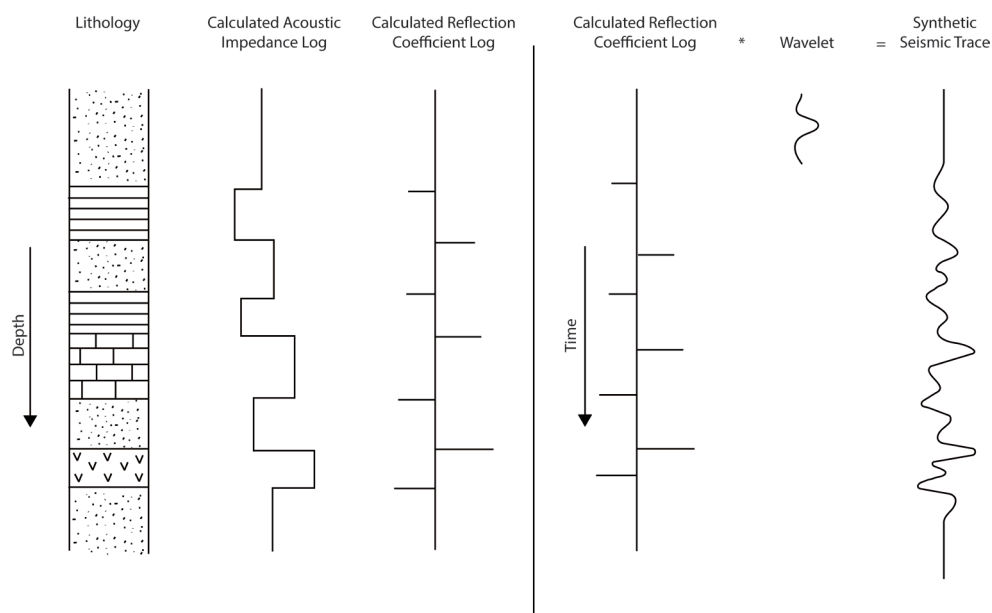 Lithology
Calculated Acoustic
Impedance Log
Calculated Reflection
Coefficient Log
Calculated Reflection
Coefficient Log
*
Wavelet
=
Synthetic
Seismic Trace
Depth
Time